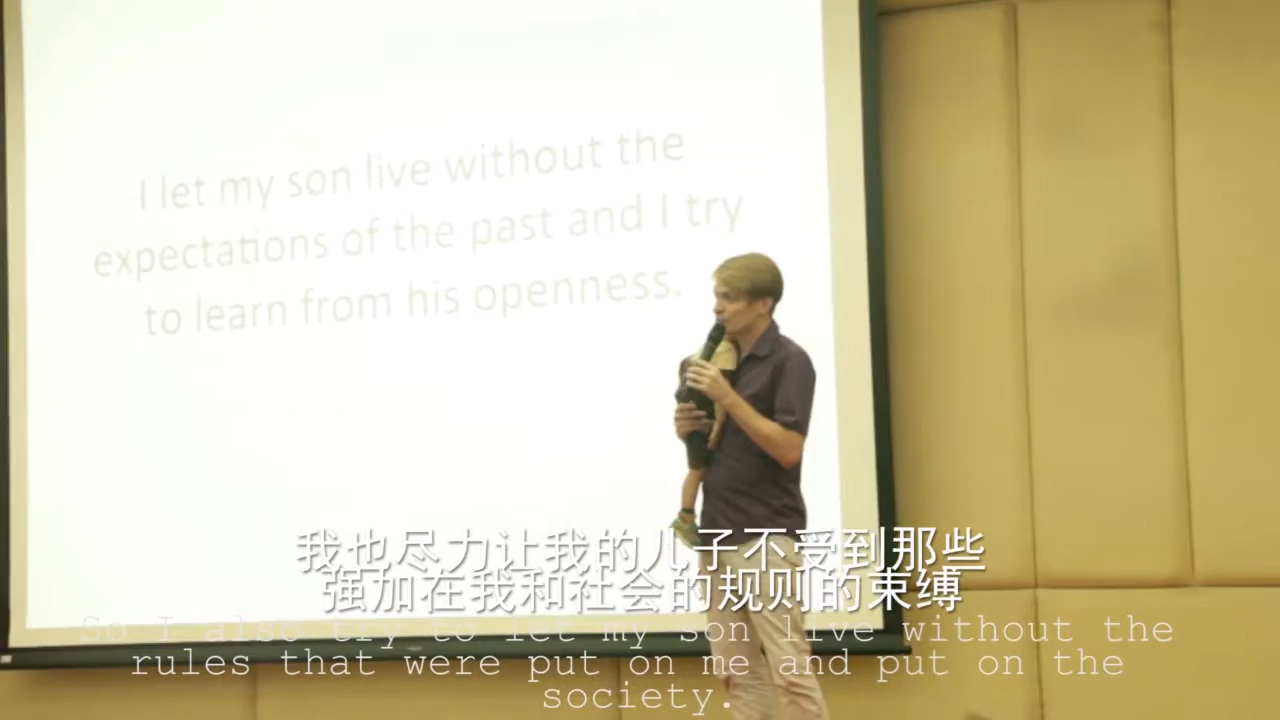 I let my son live without the
expectations of the past and I try
to learn from his openness.
我也尽力让我的儿子不受到那些
强加在我和社会的规则的束缚
So I also try to let my son live without the
rules that were put on me and put on the
society.